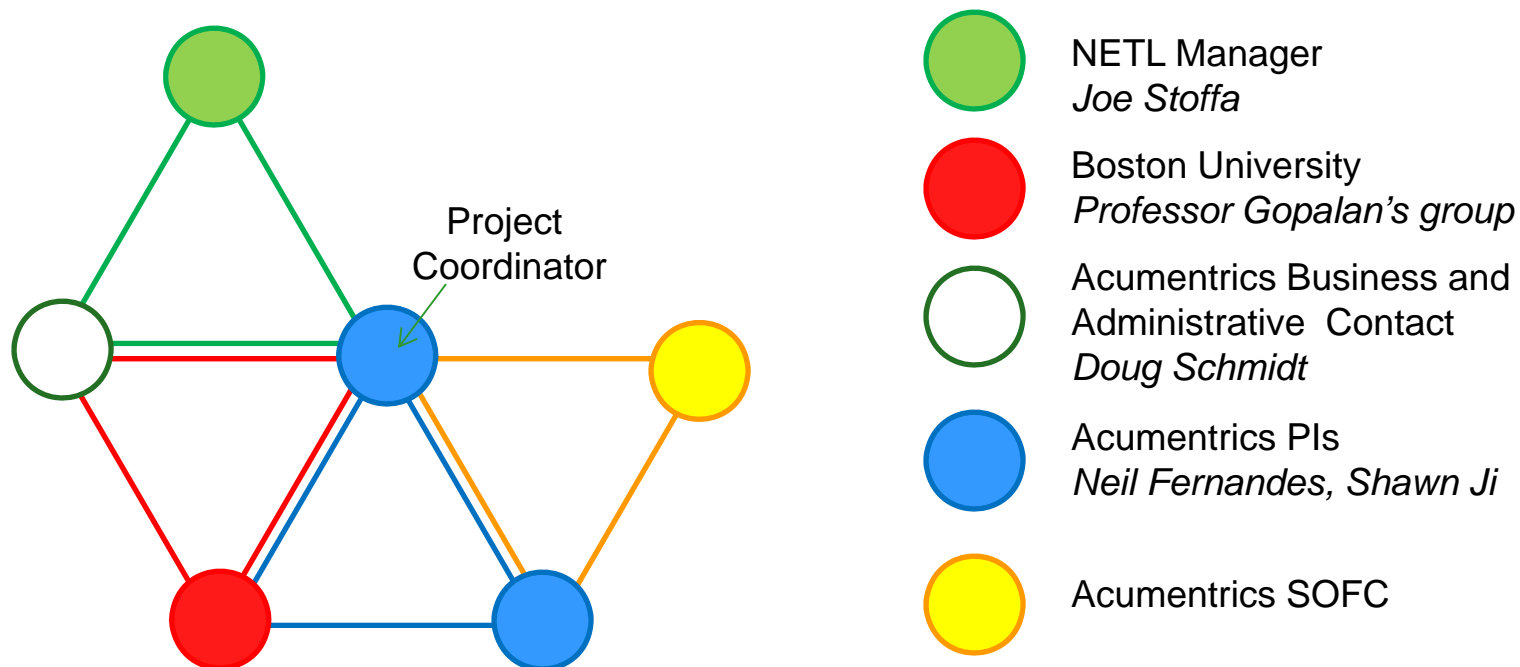 Project
Coordinator
NETL Manager
Joe Stoffa
Boston University
Professor Gopalan’s group
Acumentrics Business and
Administrative  Contact
Doug Schmidt
Acumentrics PIs
Neil Fernandes, Shawn Ji
Acumentrics SOFC